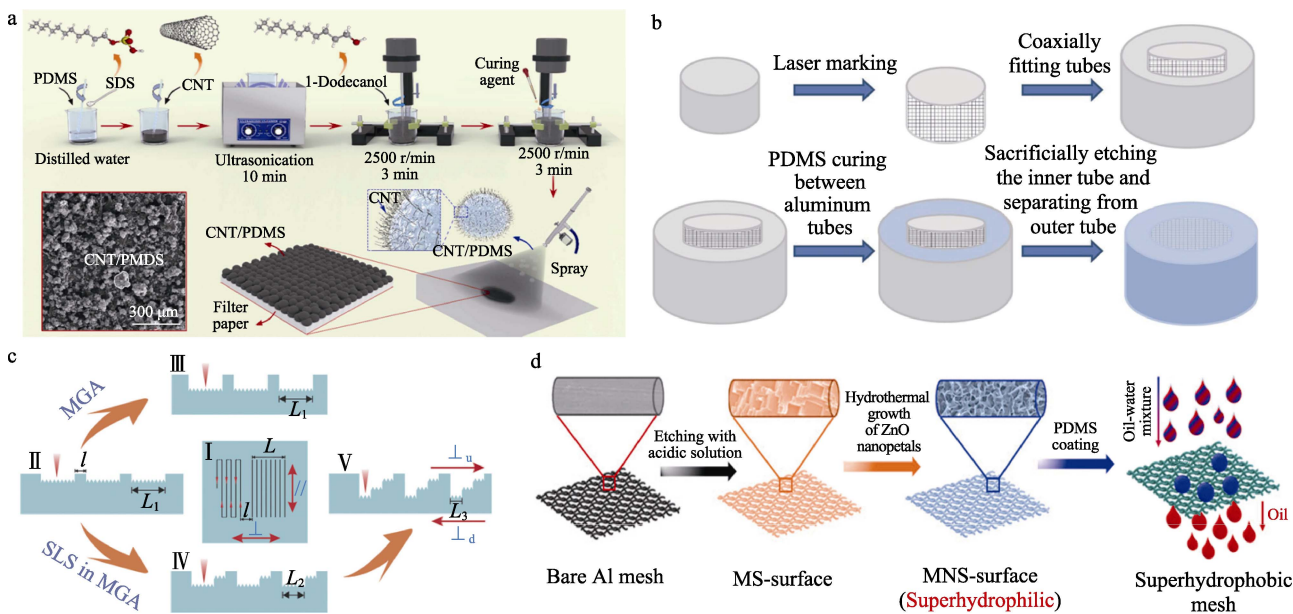 a
PDMS
SDS
CNT
1-Dodecanol
Curing
agent
Distilled water
Ultrasonication
10 min
2500 r/min
3 min
2500 r/min
3 min
CNT/PMDS
300 μm
CNT
CNT/PDMS
CNT/PDMS
Spray
Filter
paper
b
Laser marking
Coaxially
fitting tubes
PDMS curing
between
aluminum
tubes
Sacrificially etching
the inner tube and
separating from
outer tube
c
MGA
Ⅲ
L1
Ⅱ
l
L1
Ⅰ
L
//
l
⊥
SLS in MGA
Ⅳ
L2
Ⅴ
⊥u
L3
⊥d
d
Etching with
acidic solution
Hydrothermal
growth
of ZnO
nanopetals
PDMS
coating
Oil-water
mixture
Oil
Bare Al mesh
MS-surface
MNS-surface
(Superhydrophilic)
Superhydrophobic
mesh